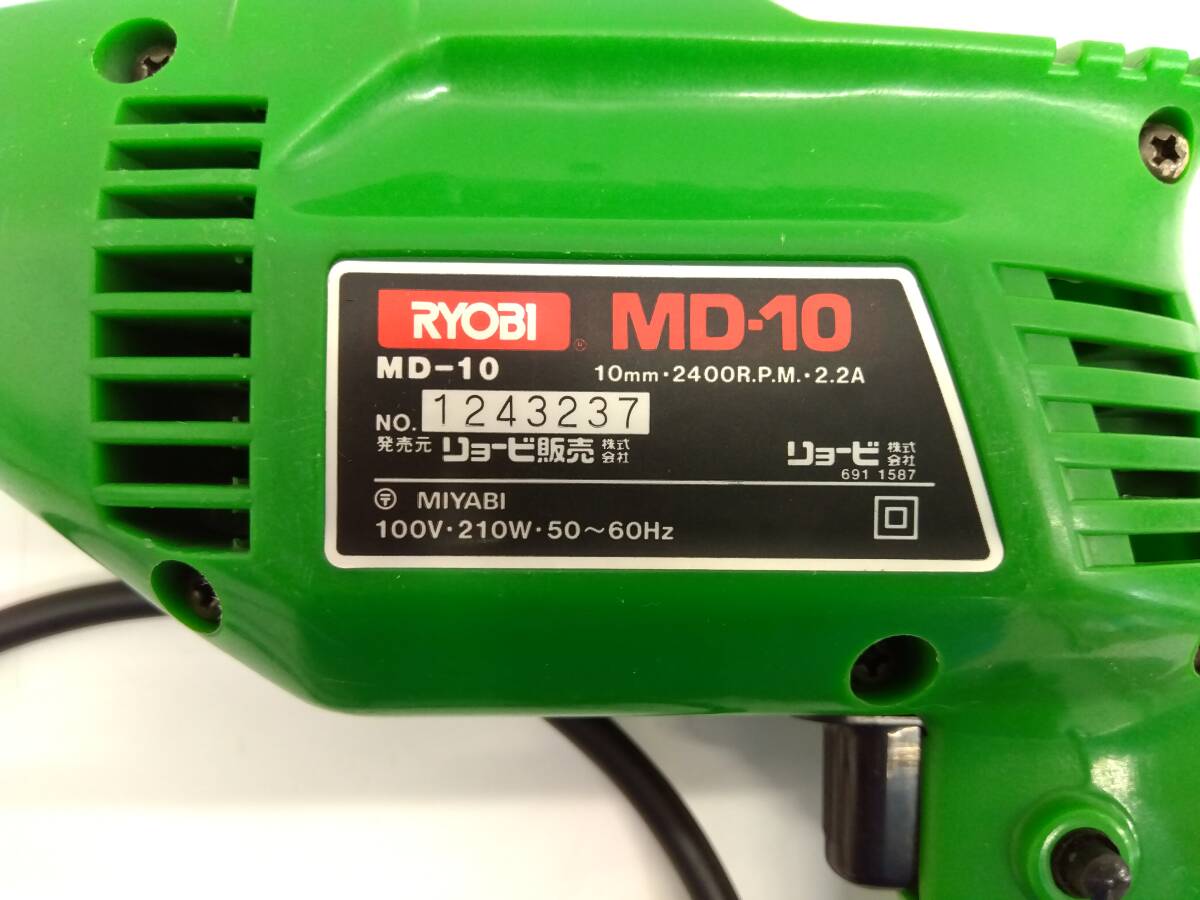 RYOBI MD-10
MD-10 10mm・2400R.P.M.・2.2A
NO. 1243237
発売元 リョービ販売株式会社 リョービ株式会社
691 1587
〒 MIYABI
100V・210W・50～60Hz